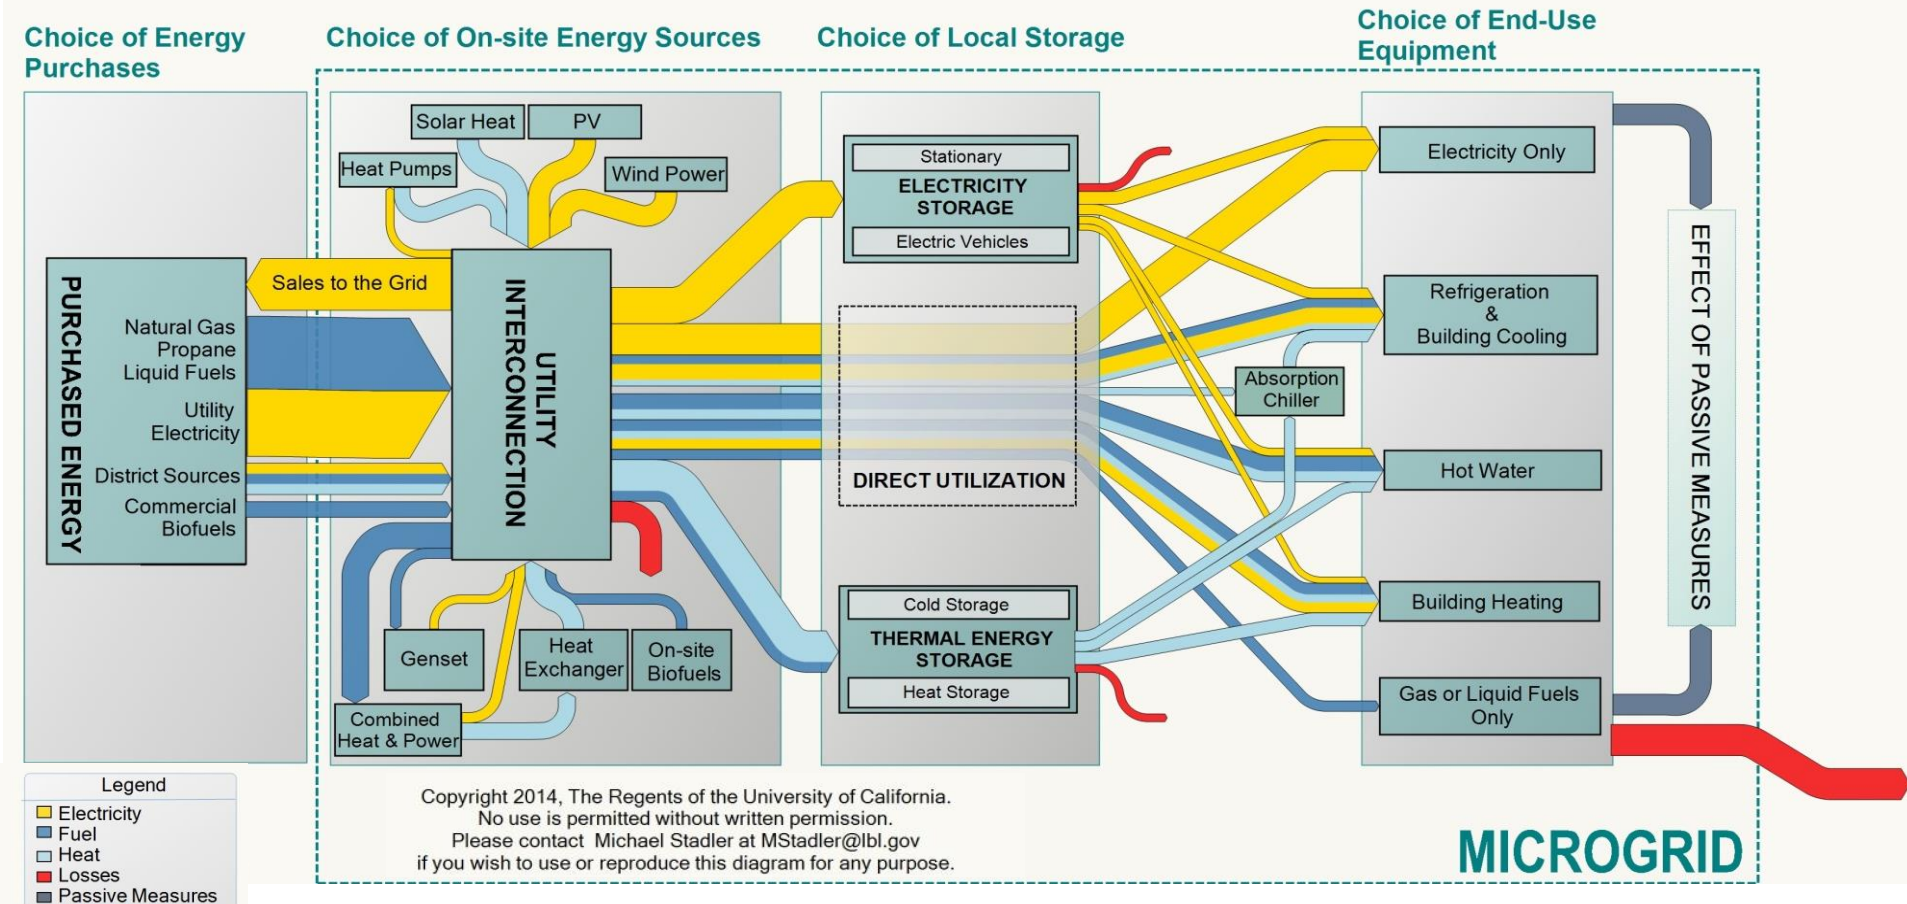 Choice of Energy
Purchases
Choice of On-site Energy Sources
Choice of Local Storage
Choice of End-Use
Equipment
PURCHASED ENERGY
Natural Gas
Propane
Liquid Fuels
Utility
Electricity
District Sources
Commercial
Biofuels
Sales to the Grid
Solar Heat
PV
Heat Pumps
Wind Power
UTILITY
INTERCONNECTION
Genset
Heat
Exchanger
On-site
Biofuels
Combined
Heat & Power
Stationary
ELECTRICITY
STORAGE
Electric Vehicles
DIRECT UTILIZATION
Cold Storage
THERMAL ENERGY
STORAGE
Heat Storage
Absorption
Chiller
Electricity Only
Refrigeration
&
Building Cooling
Hot Water
Building Heating
Gas or Liquid Fuels
Only
EFFECT OF PASSIVE MEASURES
Legend
Electricity
Fuel
Heat
Losses
Passive Measures
Copyright 2014, The Regents of the University of California.
No use is permitted without written permission.
Please contact Michael Stadler at MStadler@lbl.gov
if you wish to use or reproduce this diagram for any purpose.
MICROGRID